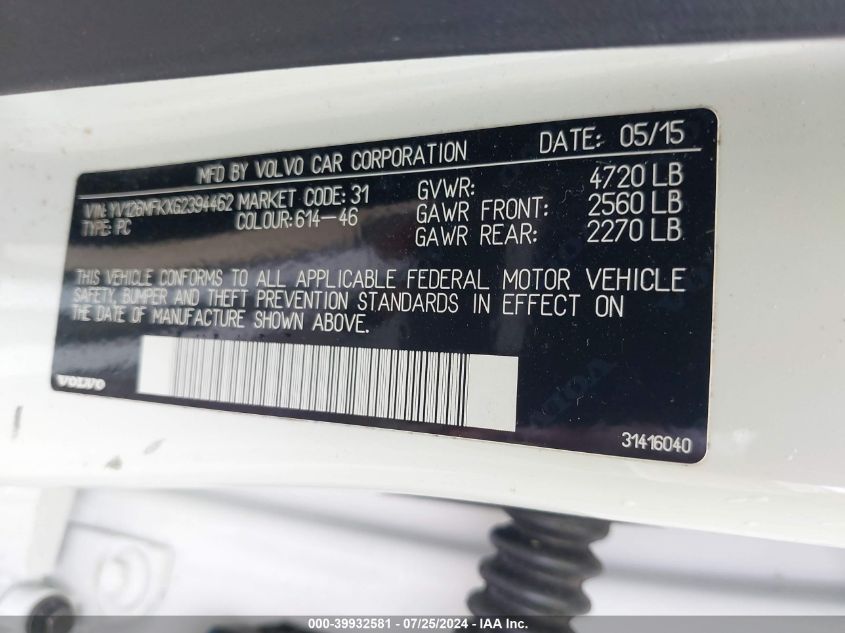 MFD BY VOLVO CAR CORPORATION DATE: 05/15
VIN: YV126MFKXG2394462 MARKET CODE: 31 GVWR: 4720 LB
TYPE: PC COLOUR: 614-46 GAWR FRONT: 2560 LB
GAWR REAR: 2270 LB
THIS VEHICLE CONFORMS TO ALL APPLICABLE FEDERAL MOTOR VEHICLE
SAFETY, BUMPER AND THEFT PREVENTION STANDARDS IN EFFECT ON
THE DATE OF MANUFACTURE SHOWN ABOVE.
VOLVO
31416040
000-39932581 - 07/25/2024 - IAA Inc.